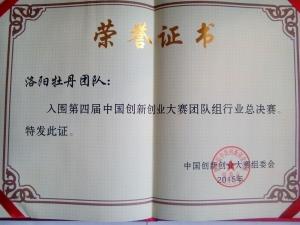 荣誉证书
洛阳牡丹团队:
入围第四届中国创新创业大赛团队组行业总决赛。
特发此证。
中国创新创业大赛组委会
2015年